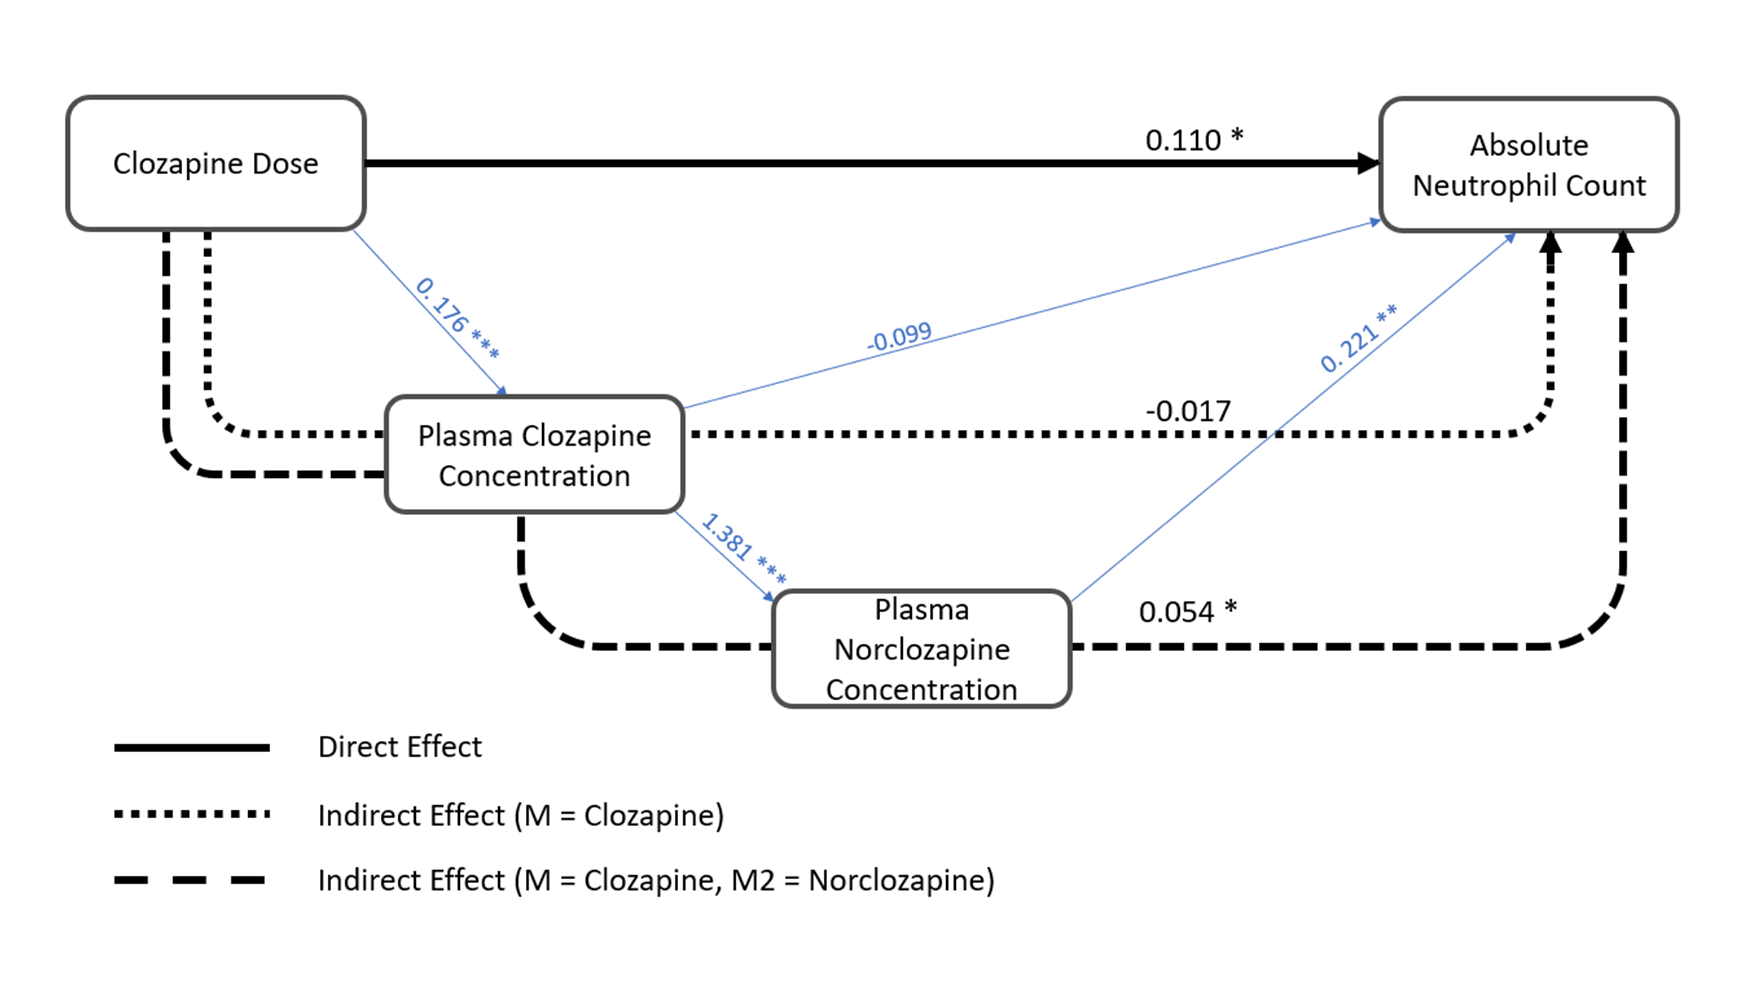 Clozapine Dose
0.110 *
Absolute
Neutrophil Count
0. 176 ***
-0.099
0. 221 **
Plasma Clozapine
Concentration
-0.017
1.381 ***
Plasma
Norclozapine
Concentration
0.054 *
Direct Effect
Indirect Effect (M = Clozapine)
Indirect Effect (M = Clozapine, M2 = Norclozapine)